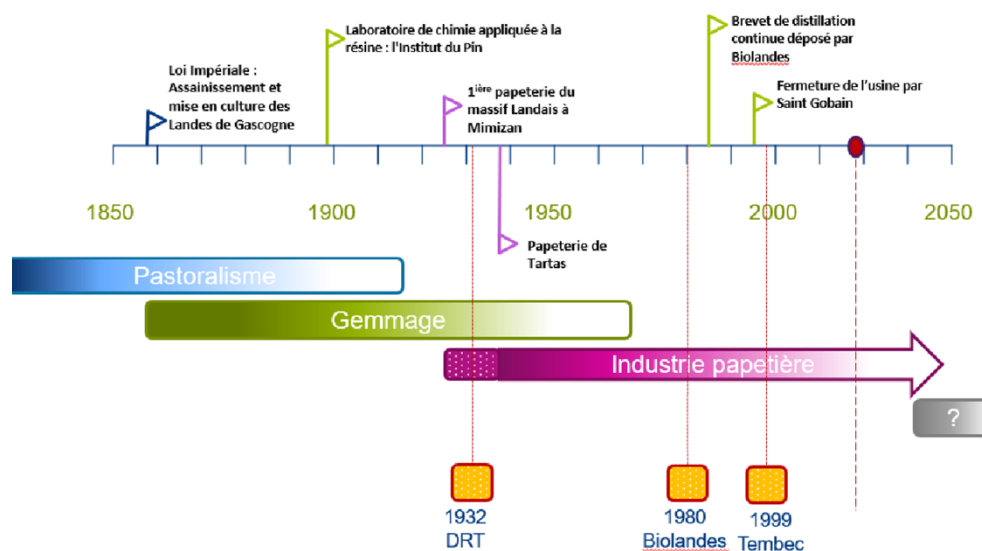 Loi Impériale :
Assainissement et
mise en culture des
Landes de Gascogne
Laboratoire de chimie appliquée à la
résine : l'Institut du Pin
1ière papeterie du
massif Landais à
Mimizan
Brevet de distillation
continue déposé par
Biolandes
Fermeture de l'usine par
Saint Gobain
1850
1900
1950
2000
2050
Papeterie de
Tartas
Pastoralisme
Gemmage
Industrie papetière
?
1932
DRT
1980
Biolandes
1999
Tembec